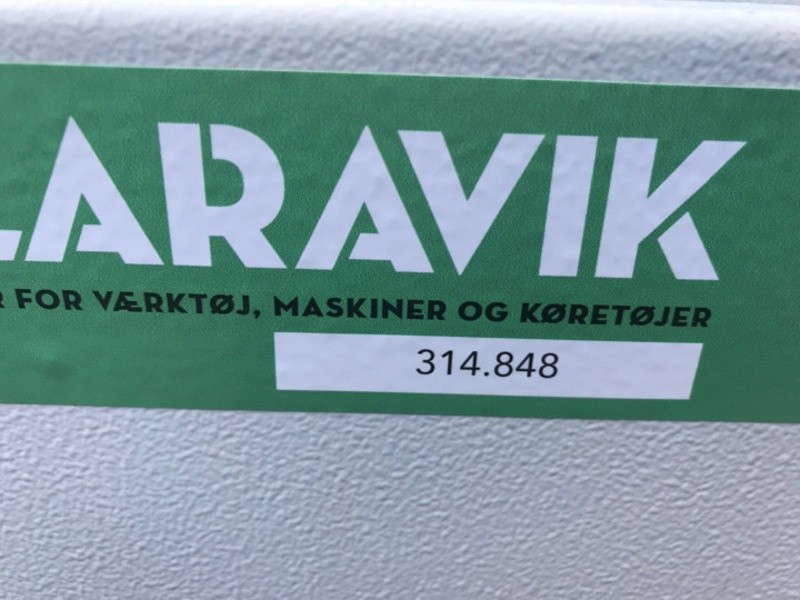 LARAVIK
R FOR VÆRKTØJ, MASKINER OG KØRETØJER
314.848